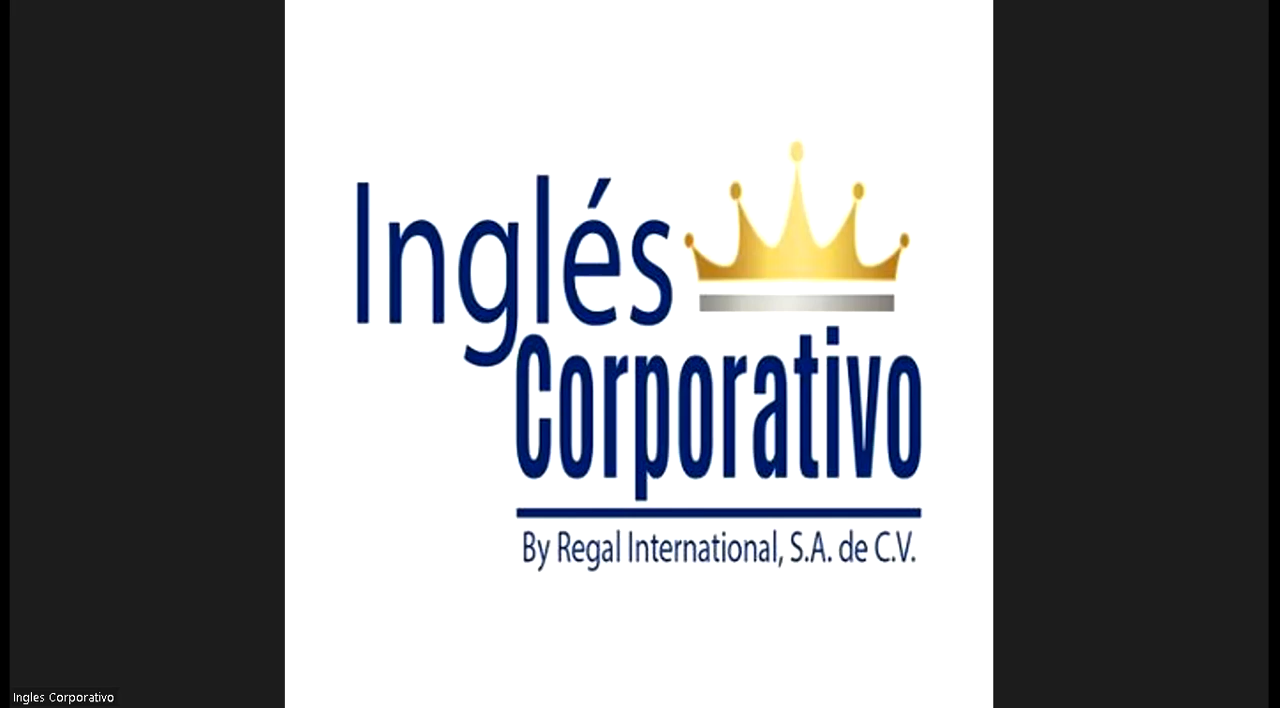 Inglés
Corporativo
By Regal International, S.A. de C.V.
Ingles Corporativo